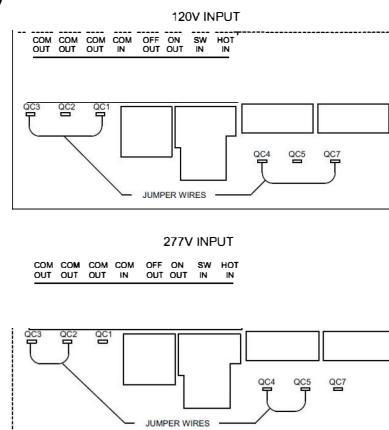 120V INPUT
COM COM COM COM OFF ON SW HOT
OUT OUT OUT IN OUT OUT IN IN
QC3 QC2 QC1
QC4 QC5 QC7
JUMPER WIRES
277V INPUT
COM COM COM COM OFF ON SW HOT
OUT OUT OUT IN OUT OUT IN IN
QC3 QC2 QC1
QC4 QC5 QC7
JUMPER WIRES